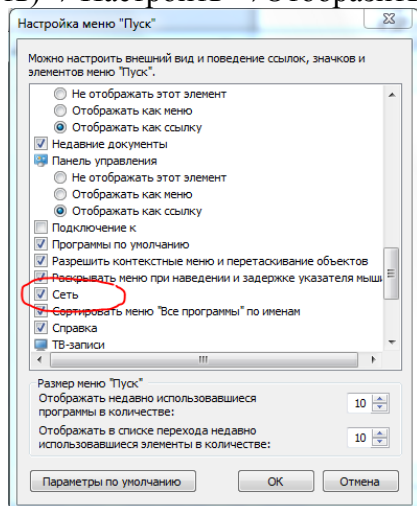 Настройка меню "Пуск"
Можно настроить внешний вид и поведение ссылок, значков и
элементов меню "Пуск".
Не отображать этот элемент
Отображать как меню
Отображать как ссылку
Недавние документы
Панель управления
Не отображать этот элемент
Отображать как меню
Отображать как ссылку
Подключение к
Программы по умолчанию
Разрешить контекстные меню и перетаскивание объектов
Раскрывать меню при наведении и задержке указателя мыши
Сеть
Сортировать меню "Все программы" по именам
Справка
ТВ-записи
Размер меню "Пуск"
Отображать недавно использовавшиеся
программы в количестве:
10
Отображать в списке перехода недавно
использовавшиеся элементы в количестве:
10
Параметры по умолчанию
ОК
Отмена